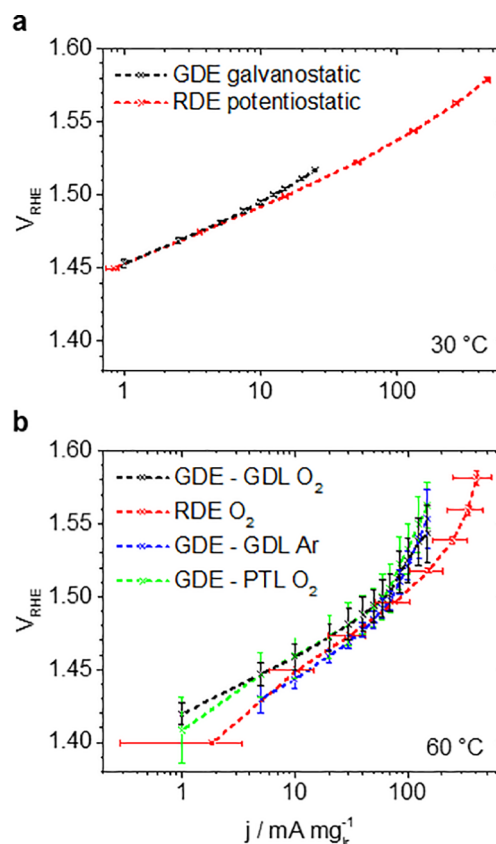 a
1.60
1.55
1.50
1.45
1.40
V_RHE
GDE galvanostatic
RDE potentiostatic
30 °C
1
10
100
b
1.60
1.55
1.50
1.45
1.40
V_RHE
GDE - GDL O₂
RDE O₂
GDE - GDL Ar
GDE - PTL O₂
60 °C
1
10
100
j / mA mg⁻¹_Ir